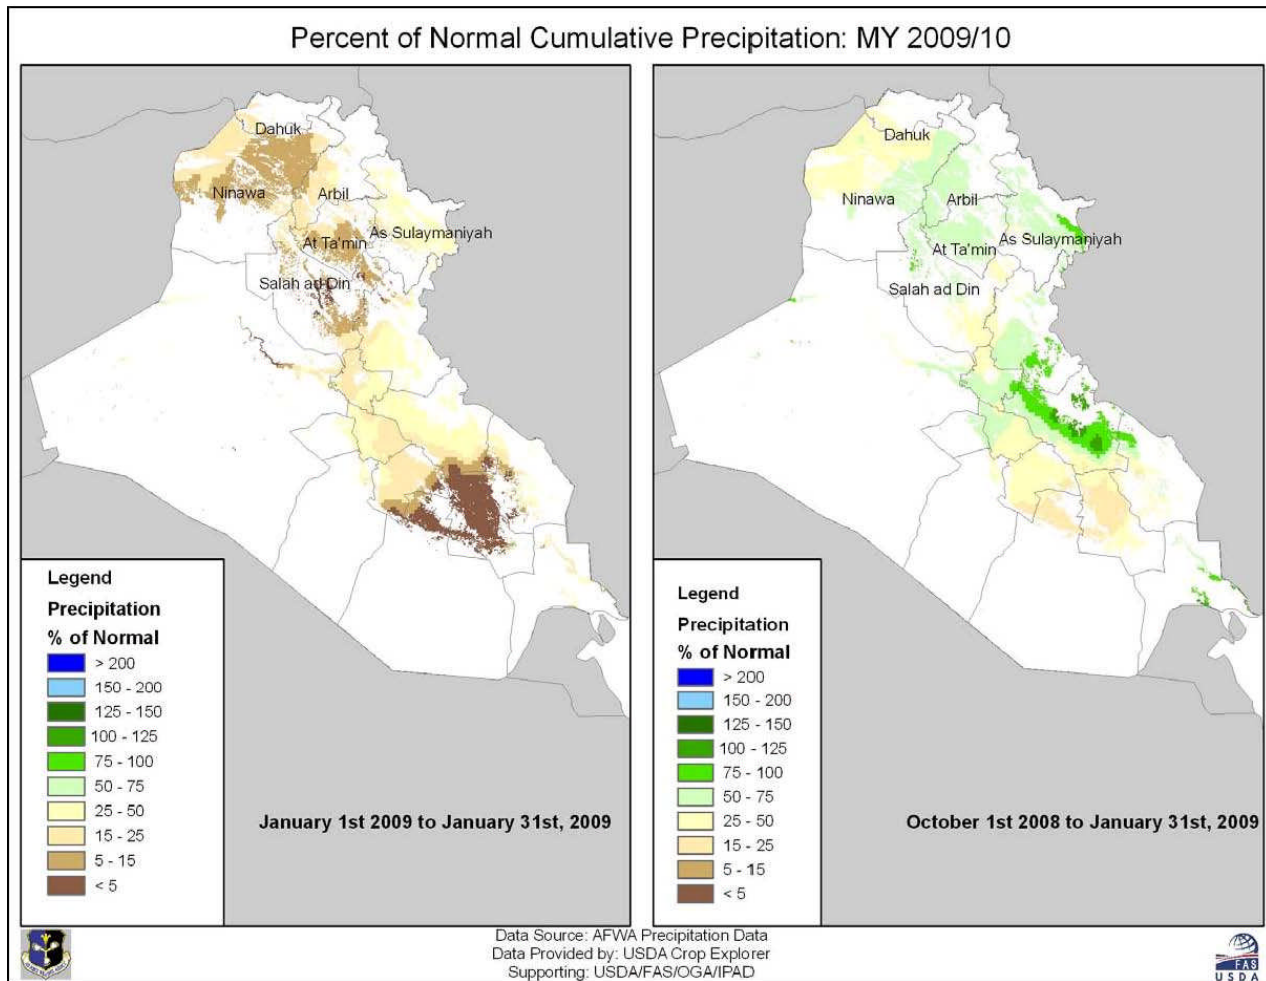 Percent of Normal Cumulative Precipitation: MY 2009/10
Dahuk
Ninawa
Arbil
At Ta'min
As Sulaymaniyah
Salah ad Din
Legend
Precipitation
% of Normal
> 200
150 - 200
125 - 150
100 - 125
75 - 100
50 - 75
25 - 50
15 - 25
5 - 15
< 5
January 1st 2009 to January 31st, 2009
Dahuk
Ninawa
Arbil
At Ta'min
As Sulaymaniyah
Salah ad Din
Legend
Precipitation
% of Normal
> 200
150 - 200
125 - 150
100 - 125
75 - 100
50 - 75
25 - 50
15 - 25
5 - 15
< 5
October 1st 2008 to January 31st, 2009
Data Source: AFWA Precipitation Data
Data Provided by: USDA Crop Explorer
Supporting: USDA/FAS/OGA/IPAD
FAS
USDA